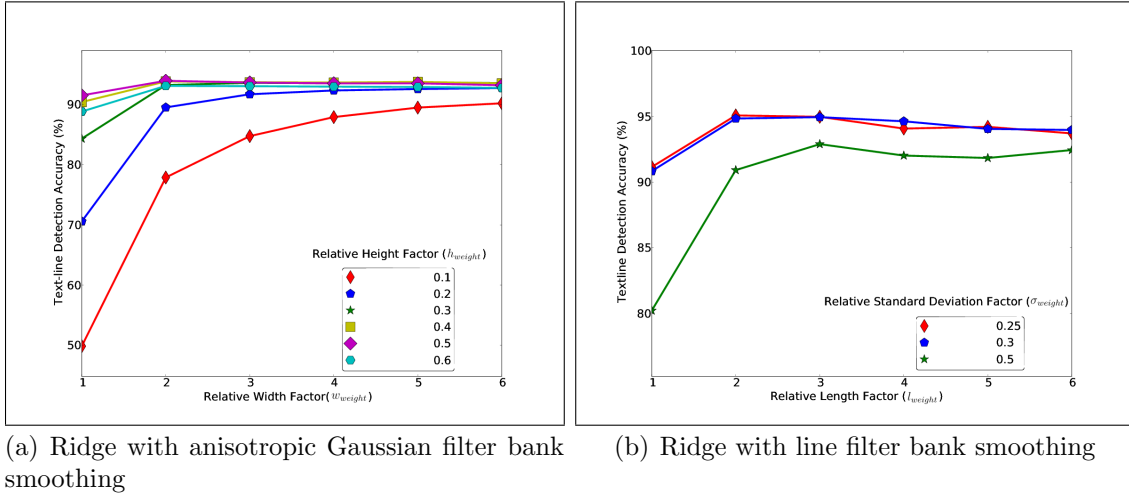 Text-line Detection Accuracy (%)
90
80
70
60
50
1 2 3 4 5 6
Relative Width Factor(w_weight)
Relative Height Factor (h_weight)
0.1
0.2
0.3
0.4
0.5
0.6
Textline Detection Accuracy (%)
100
95
90
85
80
1 2 3 4 5 6
Relative Length Factor (l_weight)
Relative Standard Deviation Factor (σ_weight)
0.25
0.3
0.5
(a) Ridge with anisotropic Gaussian filter bank
smoothing
(b) Ridge with line filter bank smoothing